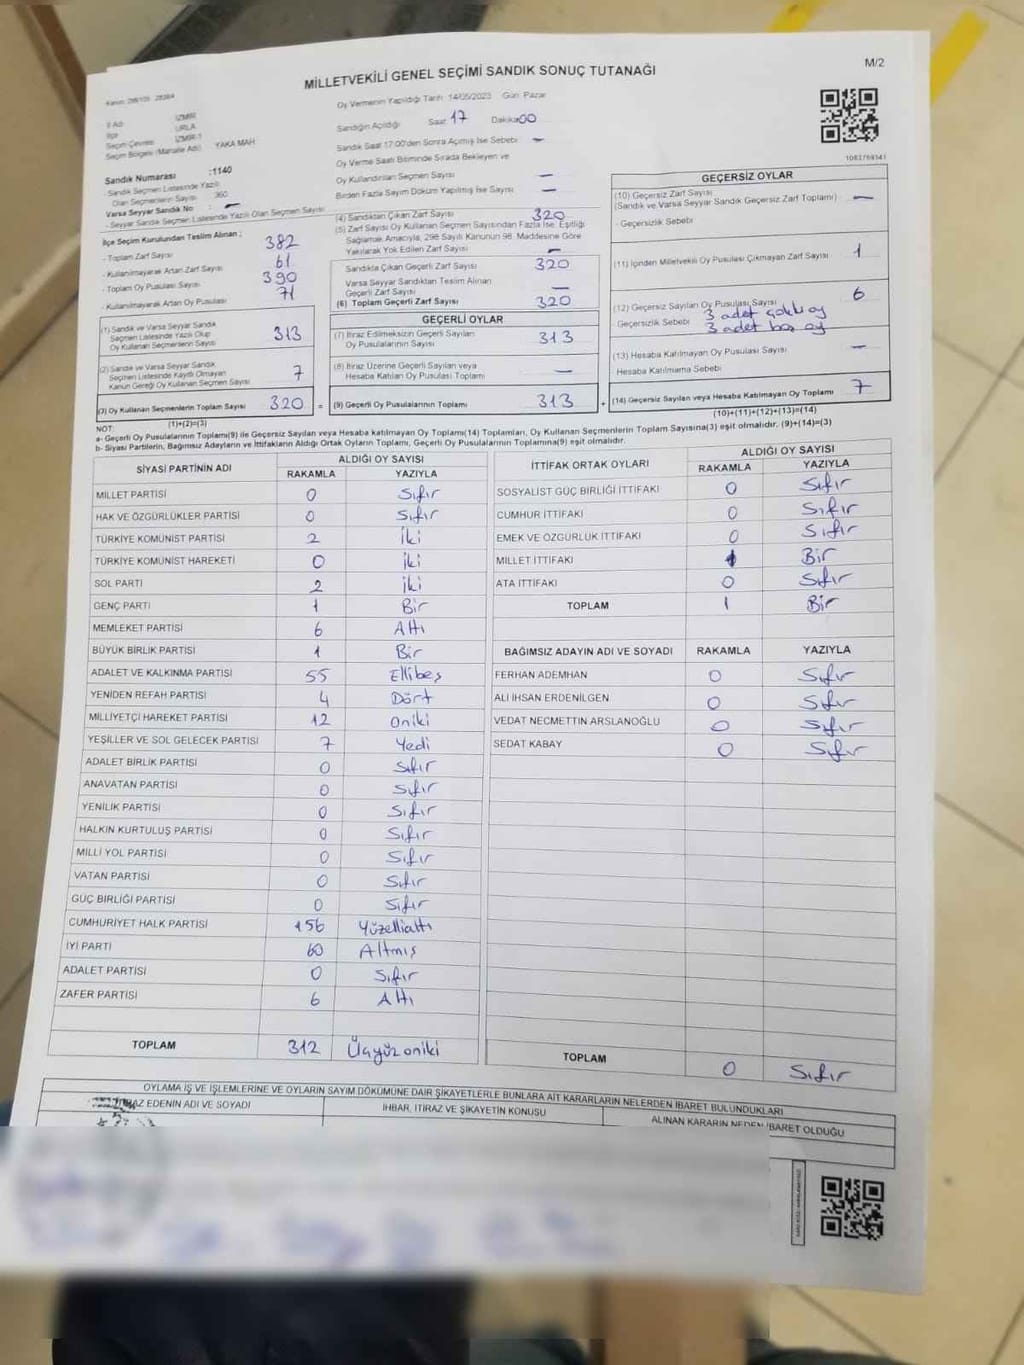 M/2
MİLLETVEKİLİ GENEL SEÇİMİ SANDIK SONUÇ TUTANAĞI
Oy Vermenin Yapıldığı Tarih 14/05/2023 Gün Pazar
İl Adı İZMİR
İlçe URLA
Seçim Çevresi İZMİR-1
Seçim Bölgesi (Mahalle Adı) YAKA MAH
Sandık Numarası :1140
- Sandık Seçmen Listesinde Yazılı
Olan Seçmenlerin Sayısı 360
Varsa Seyyar Sandık No : -
- Seyyar Sandık Seçmen Listesinde Yazılı Olan Seçmen Sayısı
Sandığın Açıldığı Saat 17 Dakika 00
Sandık Saat 17:00'den Sonra Açılmış İse Sebebi -
Oy Verme Saati Bitiminde Sırada Bekleyen ve
Oy Kullandırılan Seçmen Sayısı -
Birden Fazla Sayım Döküm Yapılmış İse Sayısı -
İlçe Seçim Kurulundan Teslim Alınan ;
- Toplam Zarf Sayısı 382
- Kullanılmayarak Artan Zarf Sayısı 61
- Toplam Oy Pusulası Sayısı 390
- Kullanılmayarak Artan Oy Pusulası 71
(1) Sandık ve Varsa Seyyar Sandık
Seçmen Listesinde Yazılı Olup
Oy Kullanan Seçmenlerin Sayısı 313
(2) Sandık ve Varsa Seyyar Sandık
Seçmen Listesinde Kayıtlı Olmayan
Kanun Gereği Oy Kullanan Seçmen Sayısı 7
(3) Oy Kullanan Seçmenlerin Toplam Sayısı 320 =
(1)+(2)=(3)
(4) Sandıktan Çıkan Zarf Sayısı 320
(5) Zarf Sayısı Oy Kullanan Seçmen Sayısından Fazla İse, Eşitliği
Sağlamak Amacıyla, 298 Sayılı Kanunun 98. Maddesine Göre
Yakılarak Yok Edilen Zarf Sayısı -
Sandıkta Çıkan Geçerli Zarf Sayısı 320
Varsa Seyyar Sandıktan Teslim Alınan
Geçerli Zarf Sayısı -
(6) Toplam Geçerli Zarf Sayısı 320
GEÇERLİ OYLAR
(7) İtiraz Edilmeksizin Geçerli Sayılan
Oy Pusulalarının Sayısı 313
(8) İtiraz Üzerine Geçerli Sayılan veya
Hesaba Katılan Oy Pusulası Toplamı -
(9) Geçerli Oy Pusulalarının Toplamı 313 +
1083769141
GEÇERSİZ OYLAR
(10) Geçersiz Zarf Sayısı
(Sandık ve Varsa Seyyar Sandık Geçersiz Zarf Toplamı) -
- Geçersizlik Sebebi
(11) İçinden Milletvekili Oy Pusulası Çıkmayan Zarf Sayısı 1
(12) Geçersiz Sayılan Oy Pusulası Sayısı 6
Geçersizlik Sebebi 3 adet çoklu oy
3 adet boş oy
(13) Hesaba Katılmayan Oy Pusulası Sayısı -
Hesaba Katılmama Sebebi
(14) Geçersiz Sayılan veya Hesaba Katılmayan Oy Toplamı 7
(10)+(11)+(12)+(13)=(14)
NOT:
a- Geçerli Oy Pusulalarının Toplamı(9) ile Geçersiz Sayılan veya Hesaba katılmayan Oy Toplamı(14) Toplamları, Oy Kullanan Seçmenlerin Toplam Sayısına(3) eşit olmalıdır. (9)+(14)=(3)
b- Siyasi Partilerin, Bağımsız Adayların ve İttifakların Aldığı Ortak Oyların Toplamı, Geçerli Oy Pusulalarının Toplamına(9) eşit olmalıdır.
SİYASİ PARTİNİN ADI ALDIĞI OY SAYISI
RAKAMLA YAZIYLA
MİLLET PARTİSİ 0 Sıfır
HAK VE ÖZGÜRLÜKLER PARTİSİ 0 Sıfır
TÜRKİYE KOMÜNİST PARTİSİ 2 İki
TÜRKİYE KOMÜNİST HAREKETİ 0 İki
SOL PARTİ 2 İki
GENÇ PARTİ 1 Bir
MEMLEKET PARTİSİ 6 Altı
BÜYÜK BİRLİK PARTİSİ 1 Bir
ADALET VE KALKINMA PARTİSİ 55 Ellibeş
YENİDEN REFAH PARTİSİ 4 Dört
MİLLİYETÇİ HAREKET PARTİSİ 12 Oniki
YEŞİLLER VE SOL GELECEK PARTİSİ 7 Yedi
ADALET BİRLİK PARTİSİ 0 Sıfır
ANAVATAN PARTİSİ 0 Sıfır
YENİLİK PARTİSİ 0 Sıfır
HALKIN KURTULUŞ PARTİSİ 0 Sıfır
MİLLİ YOL PARTİSİ 0 Sıfır
VATAN PARTİSİ 0 Sıfır
GÜÇ BİRLİĞİ PARTİSİ 0 Sıfır
CUMHURİYET HALK PARTİSİ 156 Yüzellialtı
İYİ PARTİ 60 Altmış
ADALET PARTİSİ 0 Sıfır
ZAFER PARTİSİ 6 Altı
TOPLAM 312 Üçyüzoniki
İTTİFAK ORTAK OYLARI ALDIĞI OY SAYISI
RAKAMLA YAZIYLA
SOSYALİST GÜÇ BİRLİĞİ İTTİFAKI 0 Sıfır
CUMHUR İTTİFAKI 0 Sıfır
EMEK VE ÖZGÜRLÜK İTTİFAKI 0 Sıfır
MİLLET İTTİFAKI 1 Bir
ATA İTTİFAKI 0 Sıfır
TOPLAM 1 Bir
BAĞIMSIZ ADAYIN ADI VE SOYADI RAKAMLA YAZIYLA
FERHAN ADEMHAN 0 Sıfır
ALİ İHSAN ERDENİLGEN 0 Sıfır
VEDAT NECMETTİN ARSLANOĞLU 0 Sıfır
SEDAT KABAY 0 Sıfır
TOPLAM 0 Sıfır
OYLAMA İŞ VE İŞLEMLERİNE VE OYLARIN SAYIM DÖKÜMÜNE DAİR ŞİKAYETLERLE BUNLARA AİT KARARLARIN NELERDEN İBARET BULUNDUKLARI
EDENİN ADI VE SOYADI İHBAR, İTİRAZ VE ŞİKAYETİN KONUSU ALINAN KARARIN NEDEN İBARET OLDUĞU